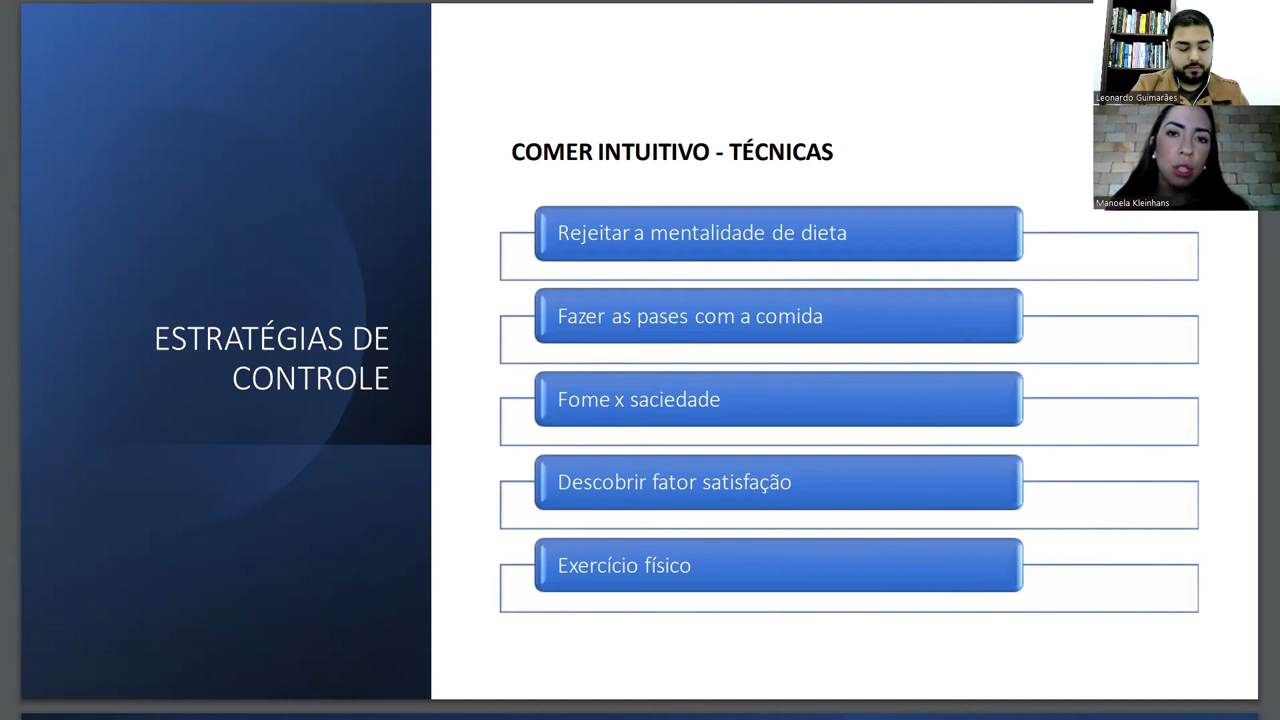 ESTRATÉGIAS DE
CONTROLE
COMER INTUITIVO - TÉCNICAS
Rejeitar a mentalidade de dieta
Fazer as pases com a comida
Fome x saciedade
Descobrir fator satisfação
Exercício físico
Leonardo Guimarães
Manoela Kleinhans